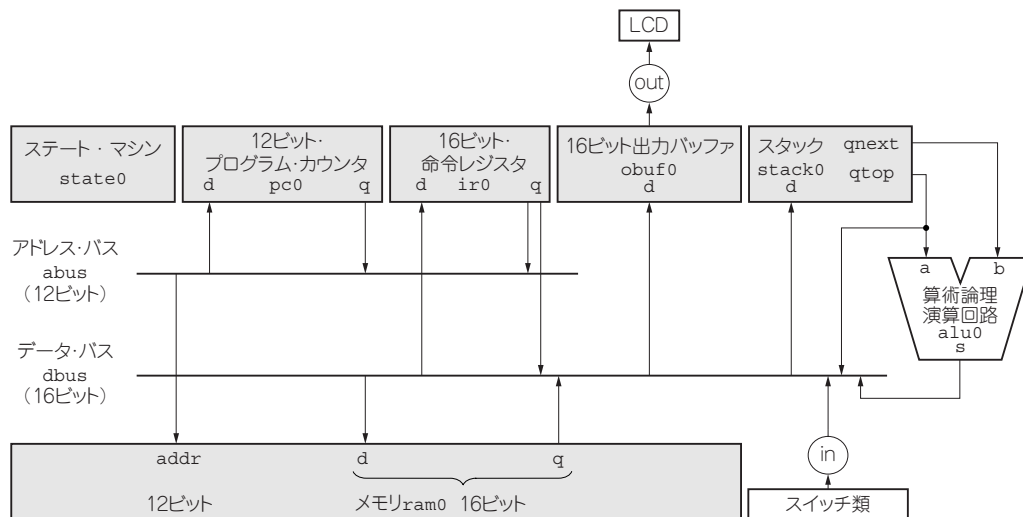 LCD
out
ステート・マシン
state0
12ビット・
プログラム・カウンタ
d pc0 q
16ビット・
命令レジスタ
d ir0 q
16ビット出力バッファ
obuf0
d
スタック qnext
stack0 qtop
d
アドレス・バス
abus
(12ビット)
a b
算術論理
演算回路
alu0
s
データ・バス
dbus
(16ビット)
addr d q
in
12ビット メモリram0 16ビット
スイッチ類